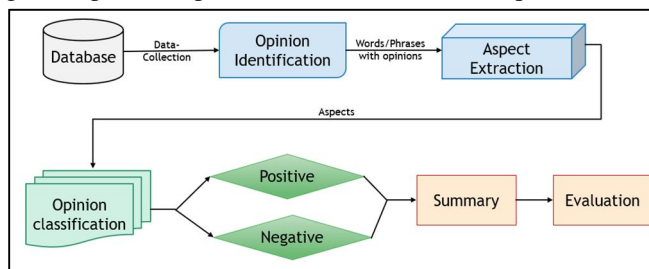 Database
Data-
Collection
Opinion
Identification
Words/Phrases
with opinions
Aspect
Extraction
Aspects
Opinion
classification
Positive
Negative
Summary
Evaluation